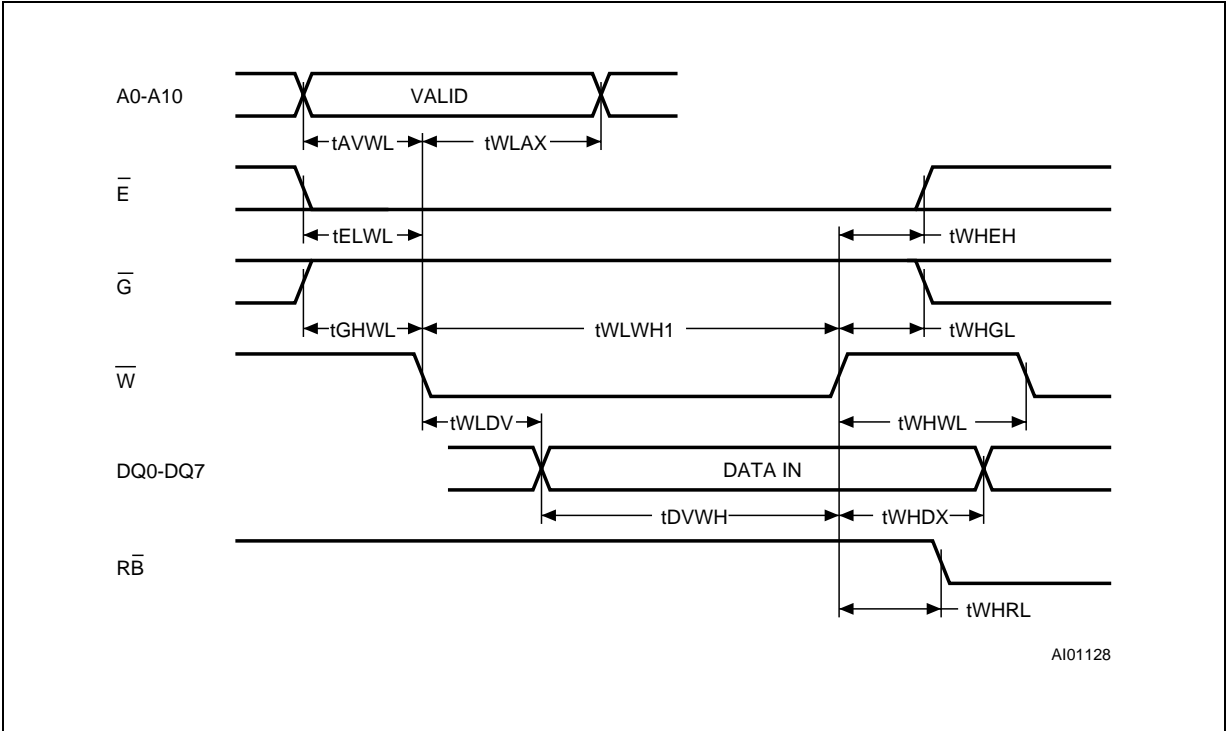 A0-A10 VALID
tAVWL tWLAX
E̅
tELWL tWHEH
G̅
tGHWL tWLWH1 tWHGL
W̅
tWLDV tWHWL
DQ0-DQ7 DATA IN
tDVWH tWHDX
RB̅
tWHRL
AI01128